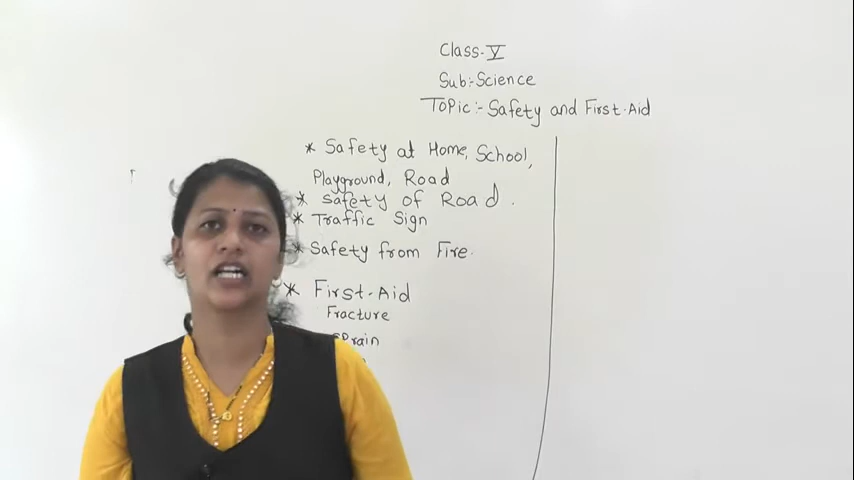 Class-V
Sub:-Science
Topic:- Safety and First-Aid
* Safety at Home, School,
Playground, Road
* Safety of Road.
* Traffic Sign
* Safety from Fire.
* First-Aid
Fracture
Sprain